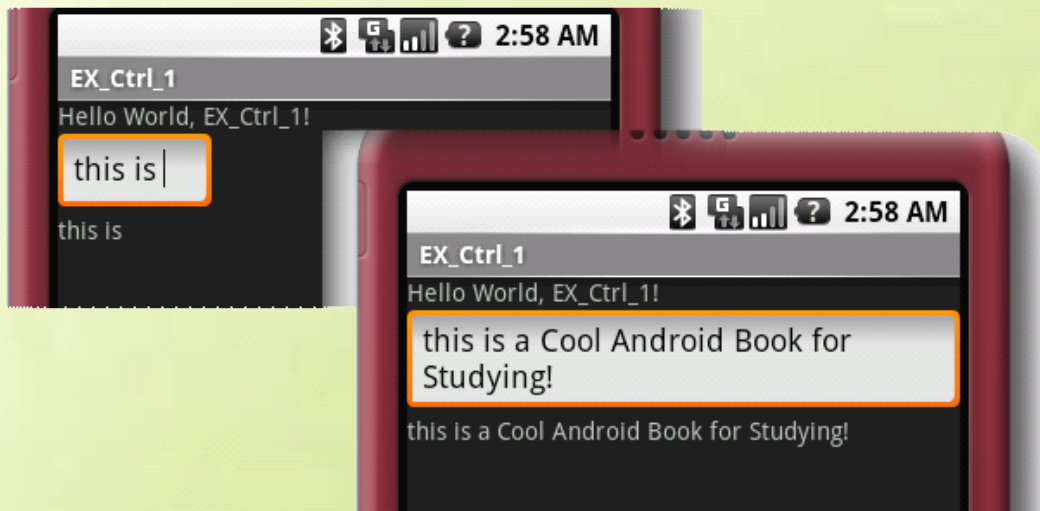 2:58 AM
EX_Ctrl_1
Hello World, EX_Ctrl_1!
this is
this is
G
?
2:58 AM
EX_Ctrl_1
Hello World, EX_Ctrl_1!
this is a Cool Android Book for
Studying!
this is a Cool Android Book for Studying!